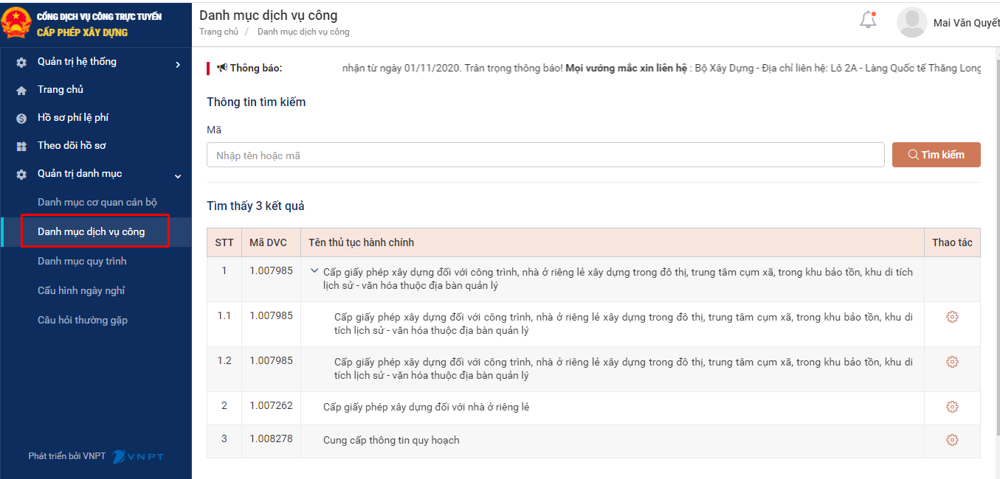 CỔNG DỊCH VỤ CÔNG TRỰC TUYẾN
CẤP PHÉP XÂY DỰNG
Quản trị hệ thống
Trang chủ
Hồ sơ phí lệ phí
Theo dõi hồ sơ
Quản trị danh mục
Danh mục cơ quan cán bộ
Danh mục dịch vụ công
Danh mục quy trình
Cấu hình ngày nghỉ
Câu hỏi thường gặp
Phát triển bởi VNPT VNPT
Danh mục dịch vụ công
Trang chủ / Danh mục dịch vụ công
Mai Văn Quyết
Thông báo: nhận từ ngày 01/11/2020. Trân trọng thông báo! Mọi vướng mắc xin liên hệ : Bộ Xây Dựng - Địa chỉ liên hệ: Lô 2A - Làng Quốc tế Thăng Long
Thông tin tìm kiếm
Mã
Nhập tên hoặc mã
Tìm kiếm
Tìm thấy 3 kết quả
STT Mã DVC Tên thủ tục hành chính Thao tác
1 1.007985 Cấp giấy phép xây dựng đối với công trình, nhà ở riêng lẻ xây dựng trong đô thị, trung tâm cụm xã, trong khu bảo tồn, khu di tích
lịch sử - văn hóa thuộc địa bàn quản lý
1.1 1.007985 Cấp giấy phép xây dựng đối với công trình, nhà ở riêng lẻ xây dựng trong đô thị, trung tâm cụm xã, trong khu bảo tồn, khu di
tích lịch sử - văn hóa thuộc địa bàn quản lý
1.2 1.007985 Cấp giấy phép xây dựng đối với công trình, nhà ở riêng lẻ xây dựng trong đô thị, trung tâm cụm xã, trong khu bảo tồn, khu di
tích lịch sử - văn hóa thuộc địa bàn quản lý
2 1.007262 Cấp giấy phép xây dựng đối với nhà ở riêng lẻ
3 1.008278 Cung cấp thông tin quy hoạch